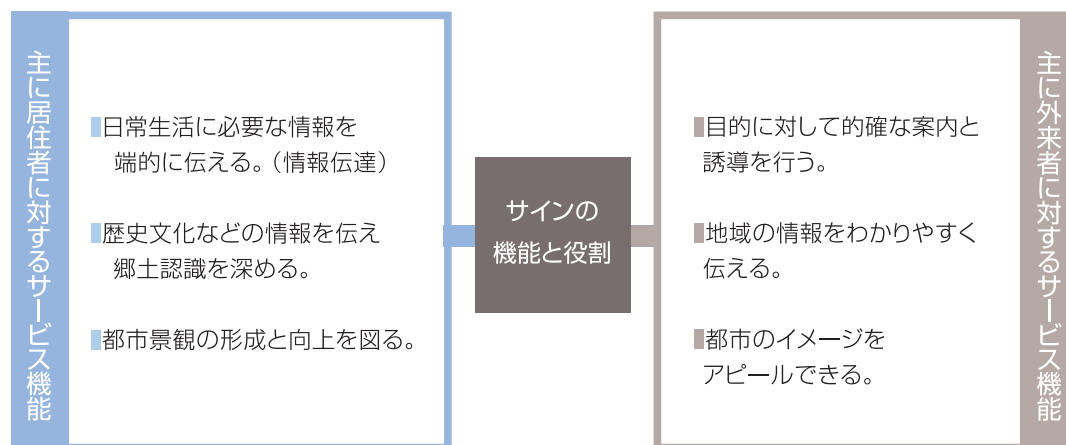 主に居住者に対するサービス機能
■日常生活に必要な情報を
端的に伝える。（情報伝達）
■歴史文化などの情報を伝え
郷土認識を深める。
■都市景観の形成と向上を図る。
サインの
機能と役割
■目的に対して的確な案内と
誘導を行う。
■地域の情報をわかりやすく
伝える。
■都市のイメージを
アピールできる。
主に外来者に対するサービス機能